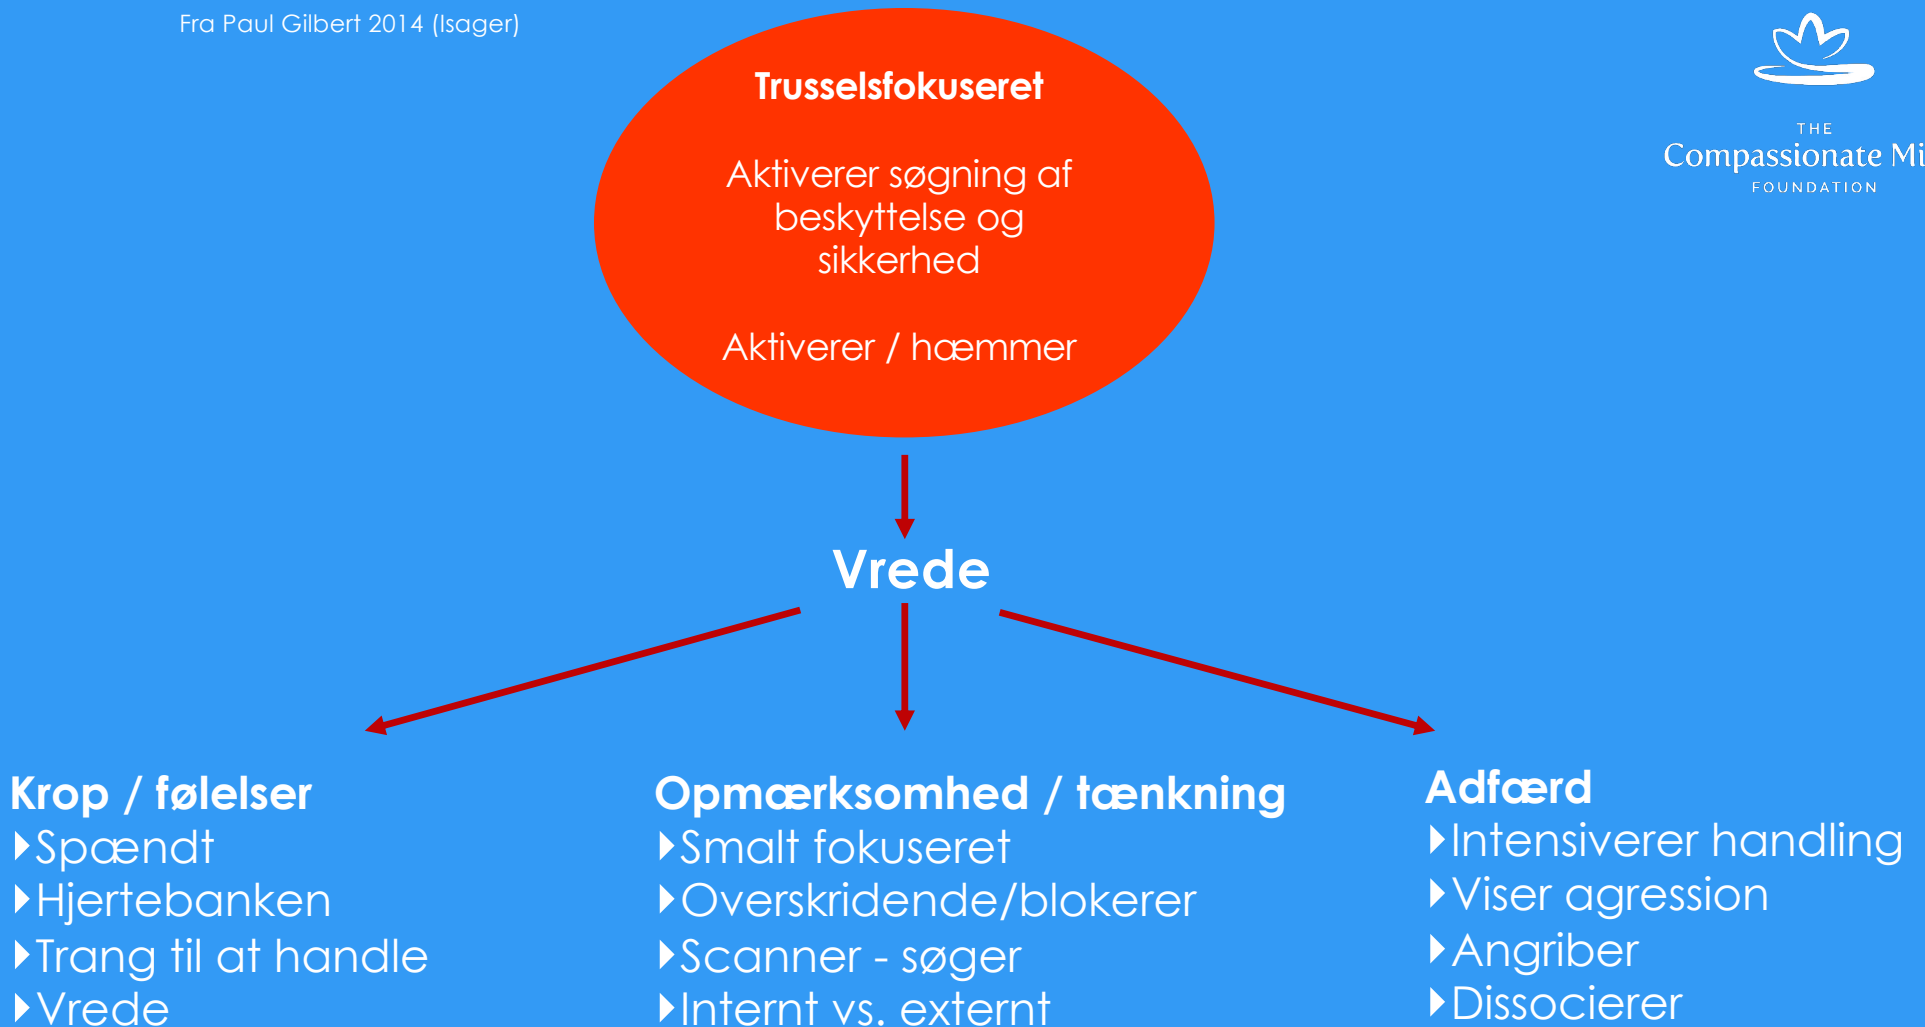 Fra Paul Gilbert 2014 (Isager)
THE
Compassionate Mi
FOUNDATION
Trusselsfokuseret
Aktiverer søgning af
beskyttelse og
sikkerhed
Aktiverer / hæmmer
Vrede
Krop / følelser
Spændt
Hjertebanken
Trang til at handle
Vrede
Opmærksomhed / tænkning
Smalt fokuseret
Overskridende/blokerer
Scanner - søger
Internt vs. externt
Adfærd
Intensiverer handling
Viser agression
Angriber
Dissocierer